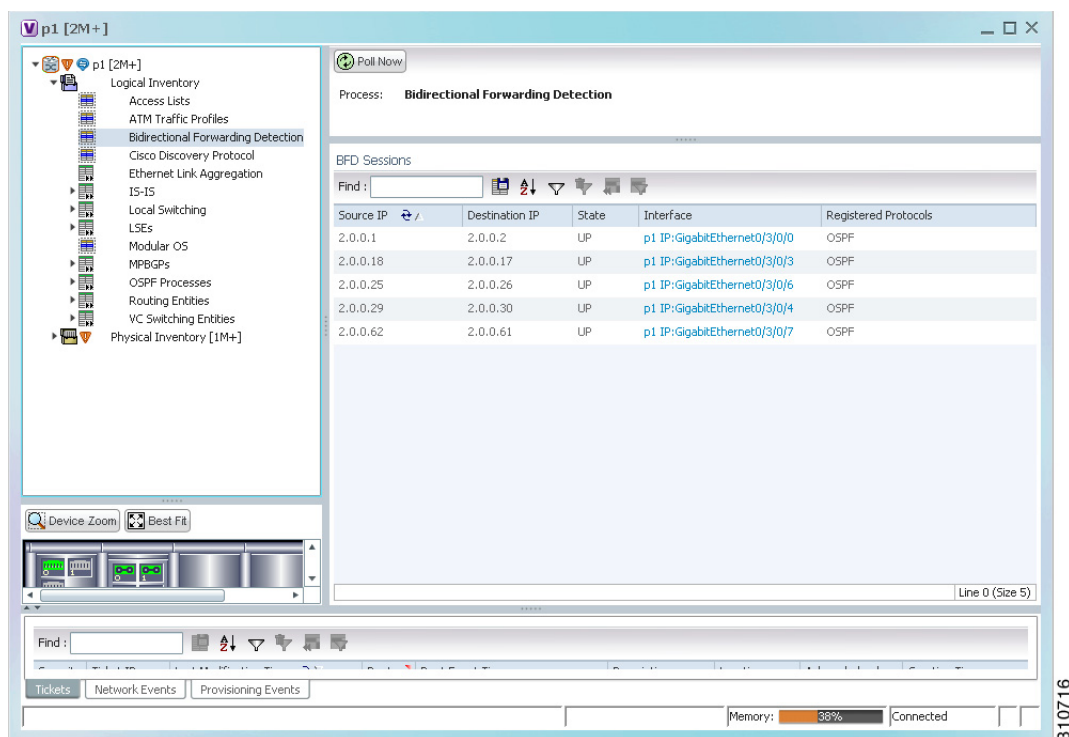 p1 [2M+]
p1 [2M+]
Logical Inventory
Access Lists
ATM Traffic Profiles
Bidirectional Forwarding Detection
Cisco Discovery Protocol
Ethernet Link Aggregation
IS-IS
Local Switching
LSEs
Modular OS
MPBGPs
OSPF Processes
Routing Entities
VC Switching Entities
Physical Inventory [1M+]
Device Zoom
Best Fit
Poll Now
Process: Bidirectional Forwarding Detection
BFD Sessions
Find :
Source IP Destination IP State Interface Registered Protocols
2.0.0.1 2.0.0.2 UP p1 IP:GigabitEthernet0/3/0/0 OSPF
2.0.0.18 2.0.0.17 UP p1 IP:GigabitEthernet0/3/0/3 OSPF
2.0.0.25 2.0.0.26 UP p1 IP:GigabitEthernet0/3/0/6 OSPF
2.0.0.29 2.0.0.30 UP p1 IP:GigabitEthernet0/3/0/4 OSPF
2.0.0.62 2.0.0.61 UP p1 IP:GigabitEthernet0/3/0/7 OSPF
Line 0 (Size 5)
Find :
Tickets Network Events Provisioning Events
Memory: 38% Connected
310716